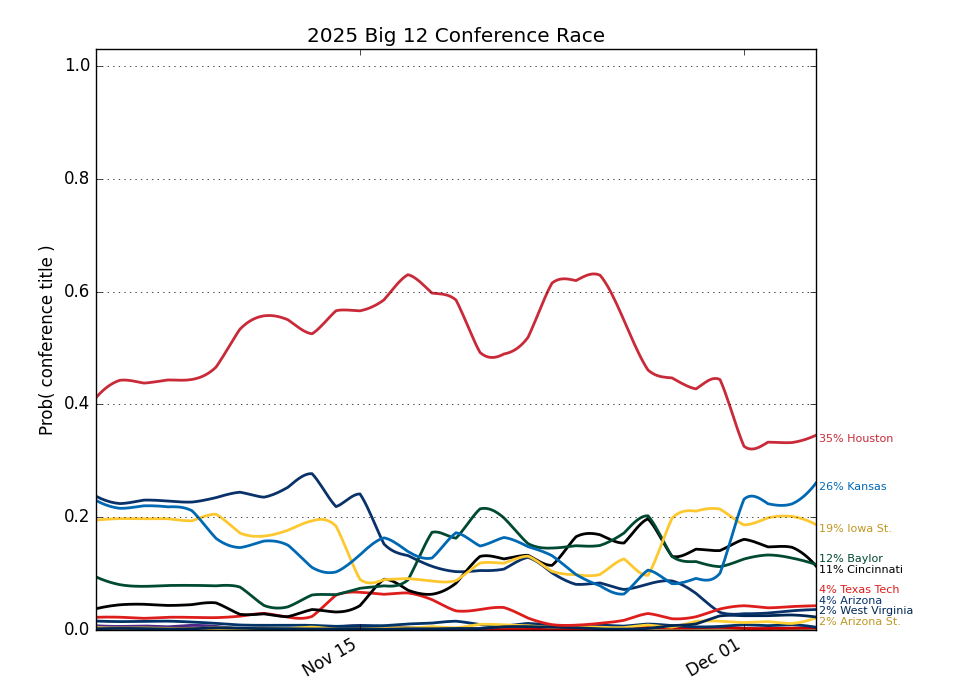 2025 Big 12 Conference Race
Prob( conference title )
1.0
0.8
0.6
0.4
0.2
0.0
Nov 15
Dec 01
35% Houston
26% Kansas
19% Iowa St.
12% Baylor
11% Cincinnati
4% Texas Tech
4% Arizona
2% West Virginia
2% Arizona St.